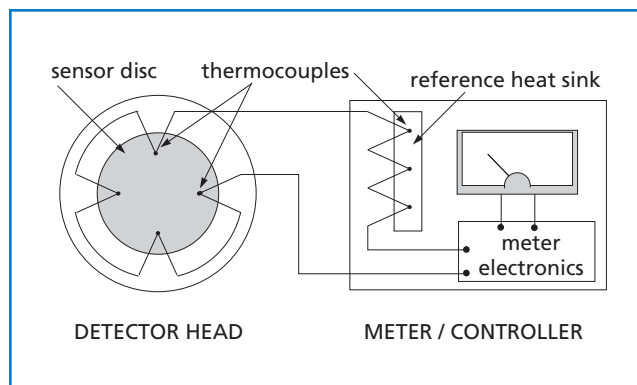 sensor disc
thermocouples
reference heat sink
meter
electronics
DETECTOR HEAD
METER / CONTROLLER